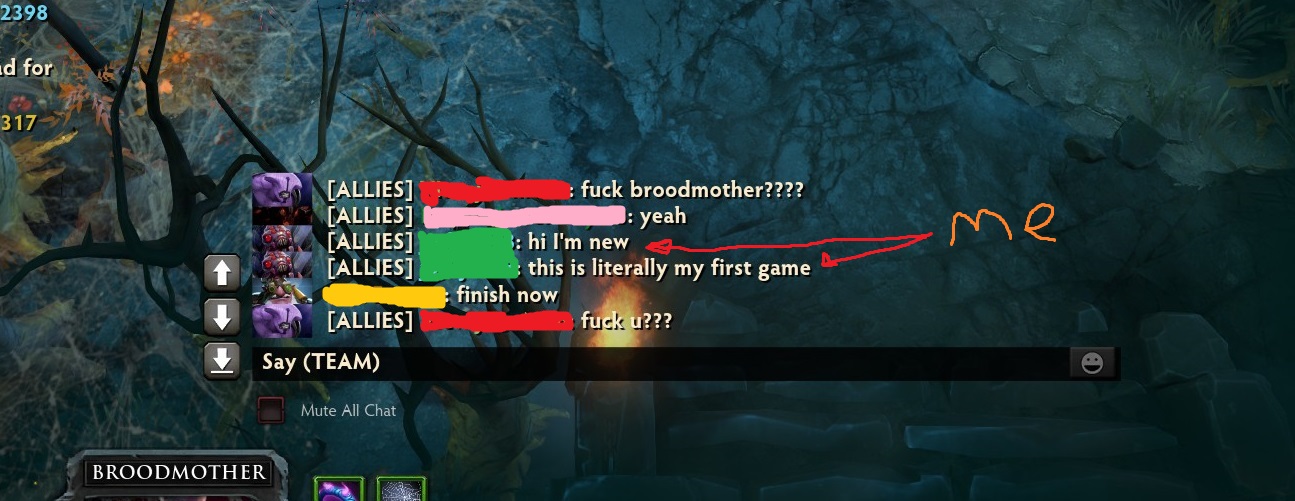 2398
ad for
317
[ALLIES] : fuck broodmother????
[ALLIES] : yeah
[ALLIES] : hi I'm new
me
[ALLIES] : this is literally my first game
: finish now
[ALLIES] : fuck u???
Say (TEAM)
Mute All Chat
BROODMOTHER